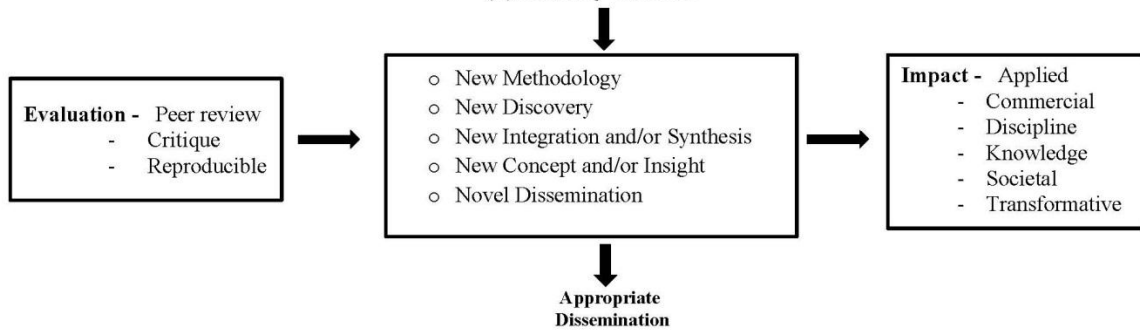 Evaluation - Peer review
- Critique
- Reproducible
o New Methodology
o New Discovery
o New Integration and/or Synthesis
o New Concept and/or Insight
o Novel Dissemination
Impact - Applied
- Commercial
- Discipline
- Knowledge
- Societal
- Transformative
Appropriate
Dissemination